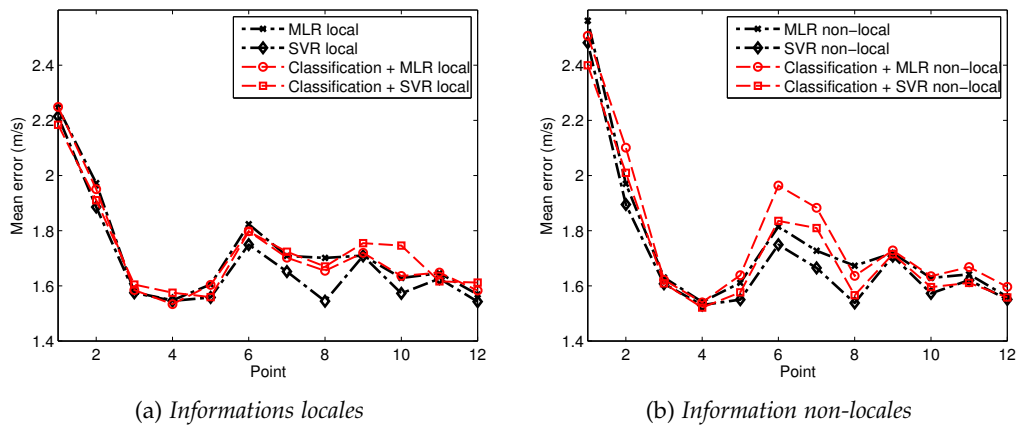 MLR local
SVR local
Classification + MLR local
Classification + SVR local
2.4
2.2
2
1.8
1.6
1.4
Mean error (m/s)
2 4 6 8 10 12
Point
(a) Informations locales
MLR non−local
SVR non−local
Classification + MLR non−local
Classification + SVR non−local
2.4
2.2
2
1.8
1.6
1.4
Mean error (m/s)
2 4 6 8 10 12
Point
(b) Information non-locales